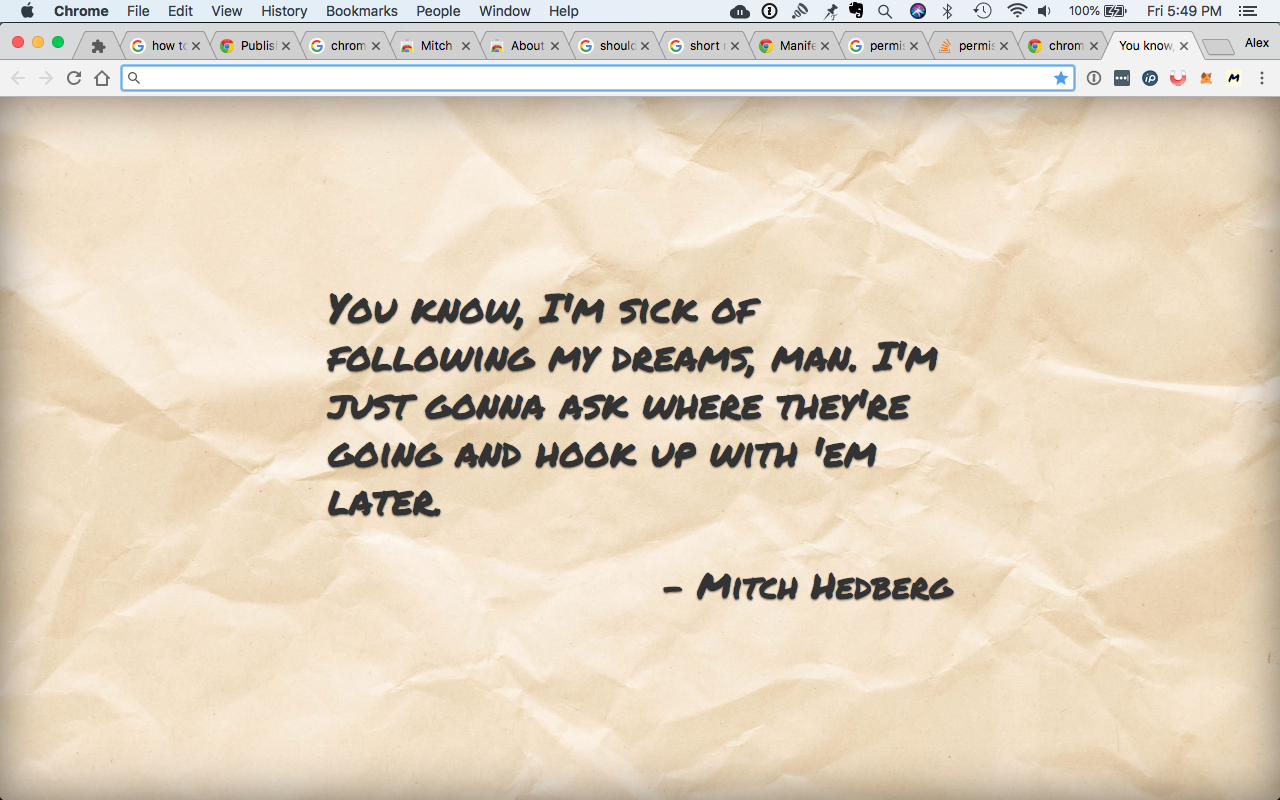 Chrome File Edit View History Bookmarks People Window Help 100% Fri 5:49 PM
how to Publis chrom Mitch About should short Manife permis permis chrom You know, Alex
You know, I'm sick of
following my dreams, man. I'm
just gonna ask where they're
going and hook up with 'em
later.
- Mitch Hedberg